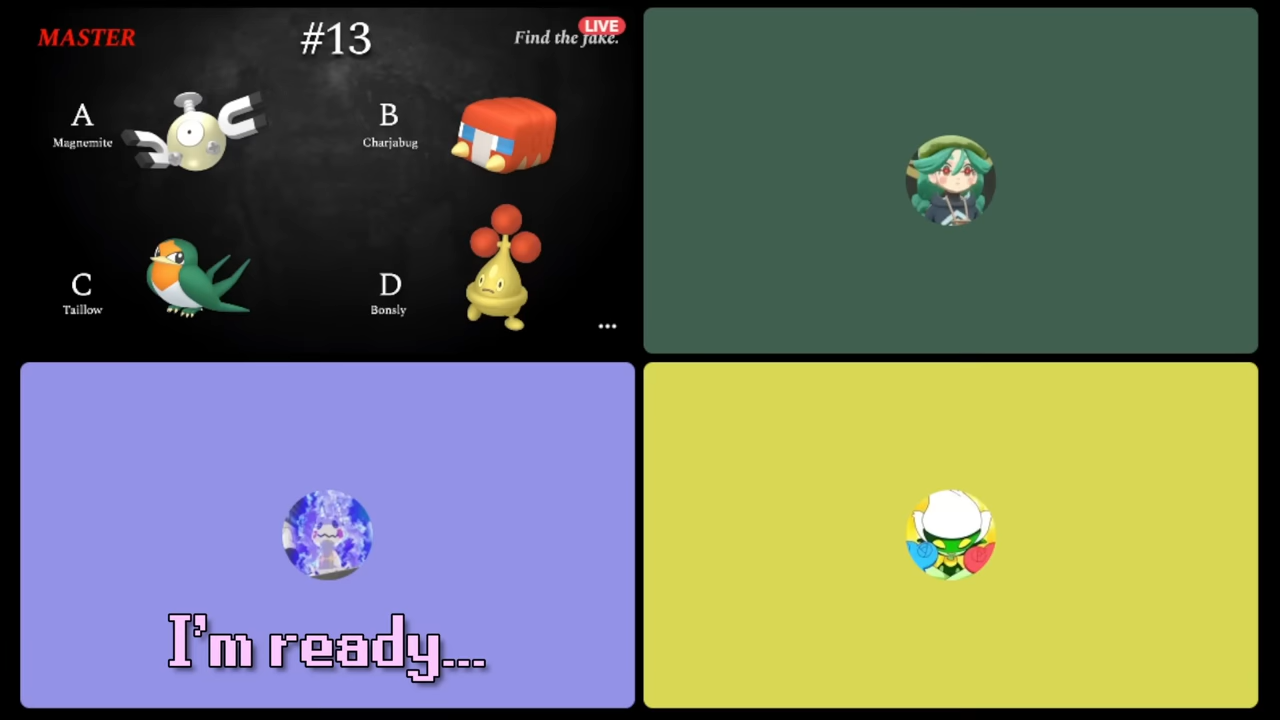 MASTER
#13
Find the fake.
LIVE
A
Magnemite
B
Charjabug
C
Taillow
D
Bonsly
...
I'm ready...